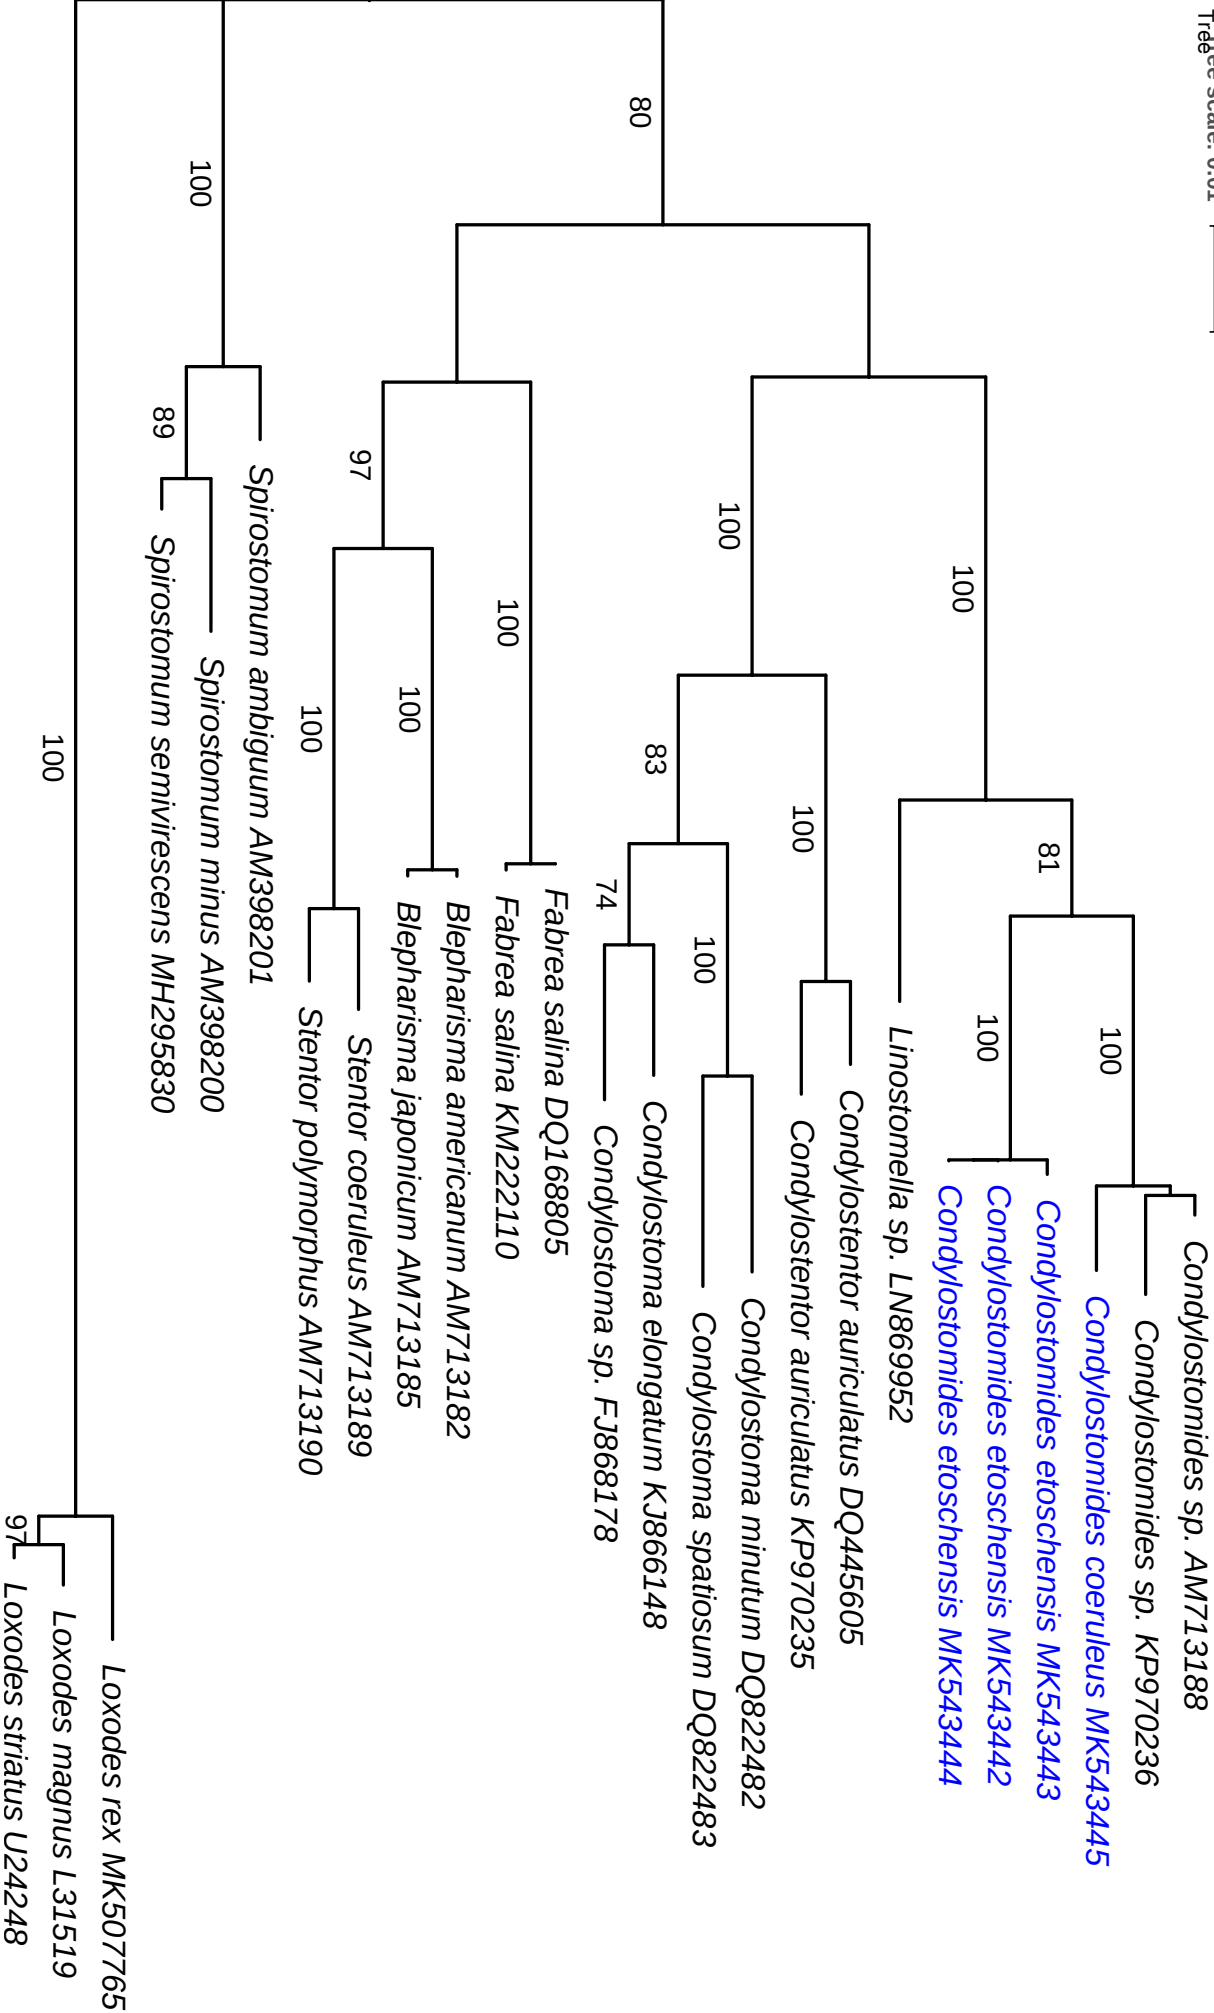 Tree scale: 0.01
Tree
Condylostomides sp. AM713188
Condylostomides sp. KP970236
100
Condylostomides coeruleus MK543445
81
Condylostomides etoschensis MK543443
100
Condylostomides etoschensis MK543442
Condylostomides etoschensis MK543444
100
Linostomella sp. LN869952
Condylostentor auriculatus DQ445605
100
Condylostentor auriculatus KP970235
100
Condylostoma minutum DQ822482
100
Condylostoma spatiosum DQ822483
83
Condylostoma elongatum KJ866148
74
Condylostoma sp. FJ868178
80
Fabrea salina DQ168805
100
Fabrea salina KM222110
Blepharisma americanum AM713182
100
Blepharisma japonicum AM713185
97
Stentor coeruleus AM713189
100
Stentor polymorphus AM713190
Spirostomum ambiguum AM398201
100
Spirostomum minus AM398200
89
Spirostomum semivirescens MH295830
Loxodes rex MK507765
100
Loxodes magnus L31519
97
Loxodes striatus U24248